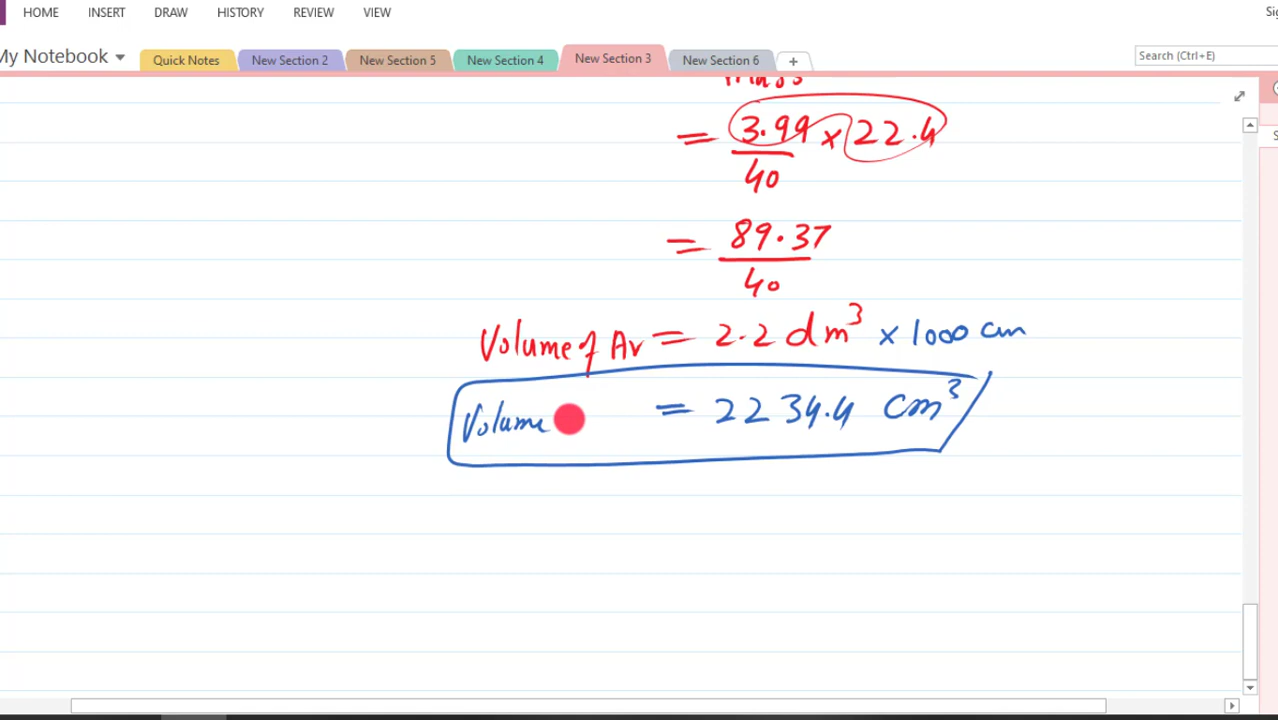 HOME INSERT DRAW HISTORY REVIEW VIEW
My Notebook Quick Notes New Section 2 New Section 5 New Section 4 New Section 3 New Section 6 + Search (Ctrl+E)
mass
= 3.99 × 22.4
40
= 89.37
40
Volume of Ar = 2.2 dm³ × 1000 cm
Volume = 2234.4 cm³